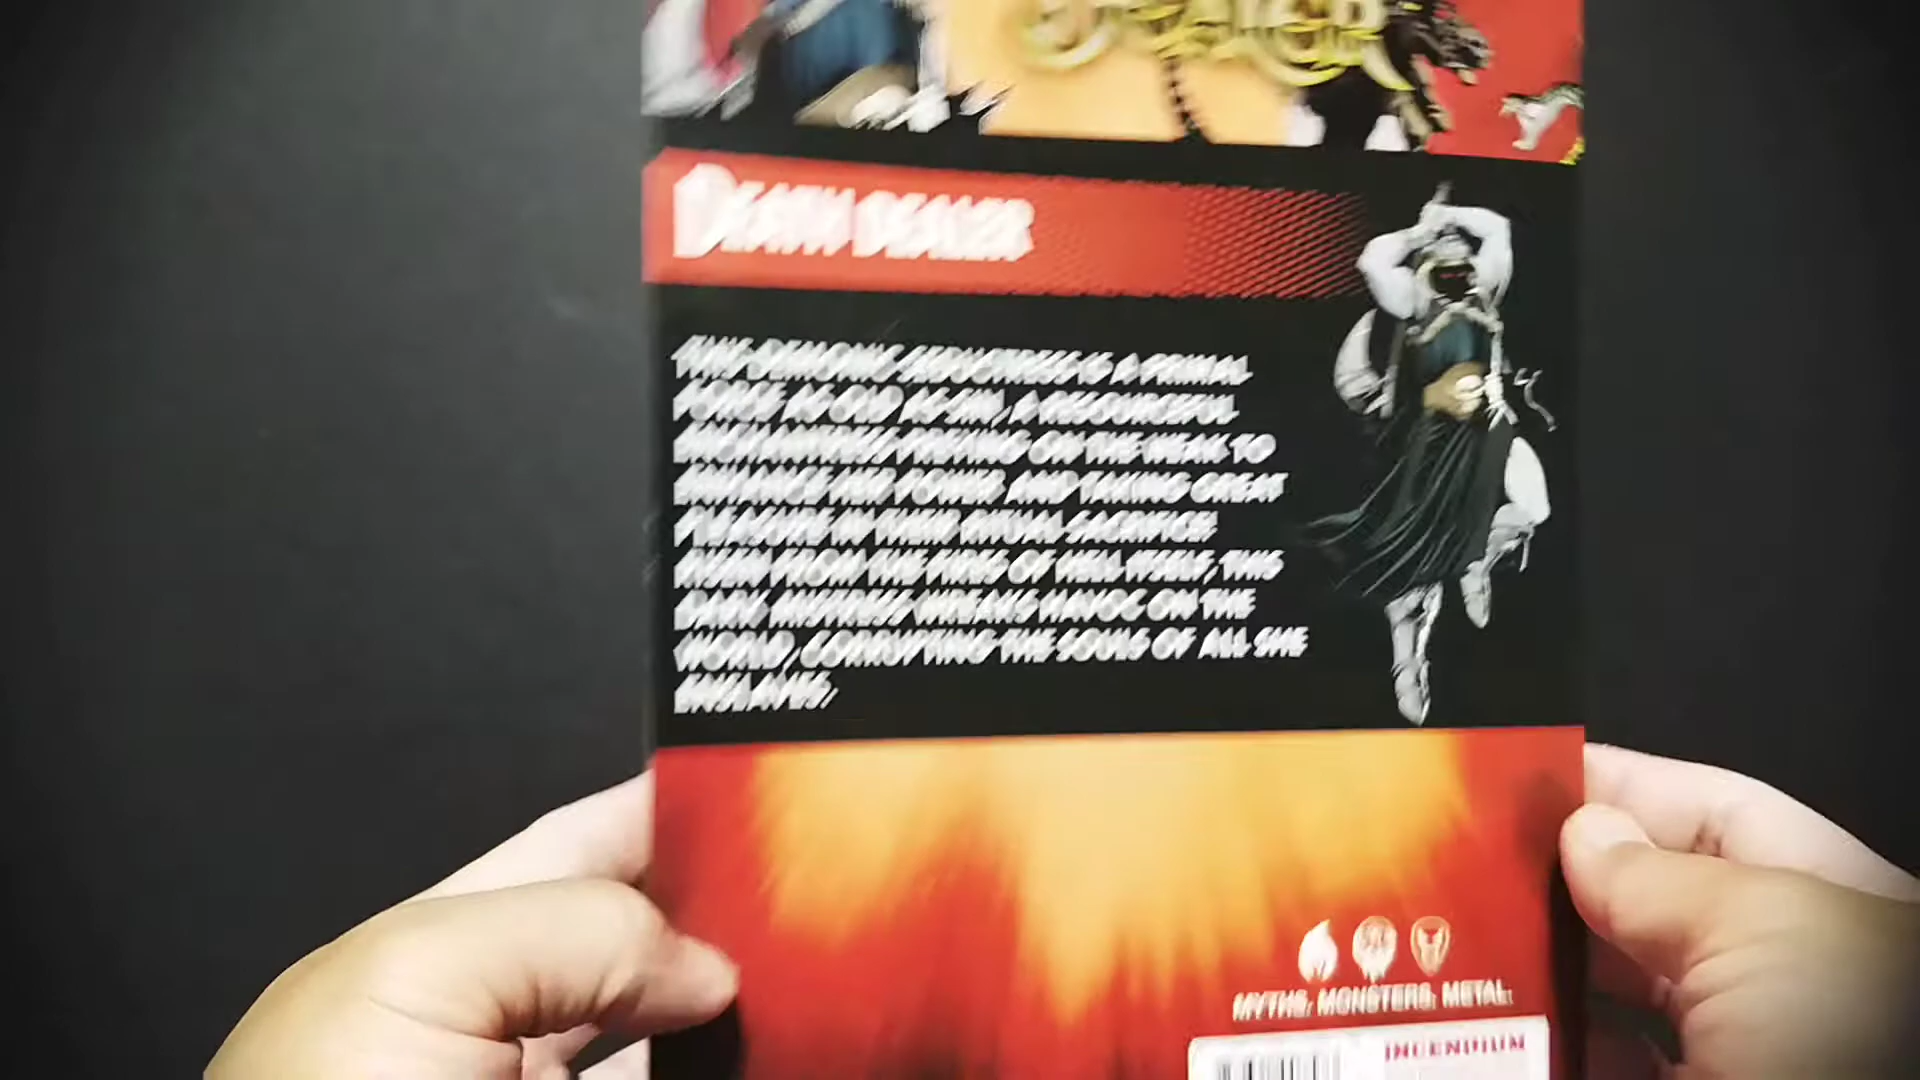 DEALER
DEATH DEALER
THIS DEMONIC SEDUCTRESS IS A PRIMAL
FORCE AS OLD AS SIN, A RESOURCEFUL
ENCHANTRESS PREYING ON THE WEAK TO
ENHANCE HER POWER AND TAKING GREAT
PLEASURE IN THEIR RITUAL SACRIFICE.
RISEN FROM THE FIRES OF HELL ITSELF, THIS
DARK MISTRESS WREAKS HAVOC ON THE
WORLD, CORRUPTING THE SOULS OF ALL SHE
ENSLAVES.
MYTHS. MONSTERS. METAL.
INCENDIUM